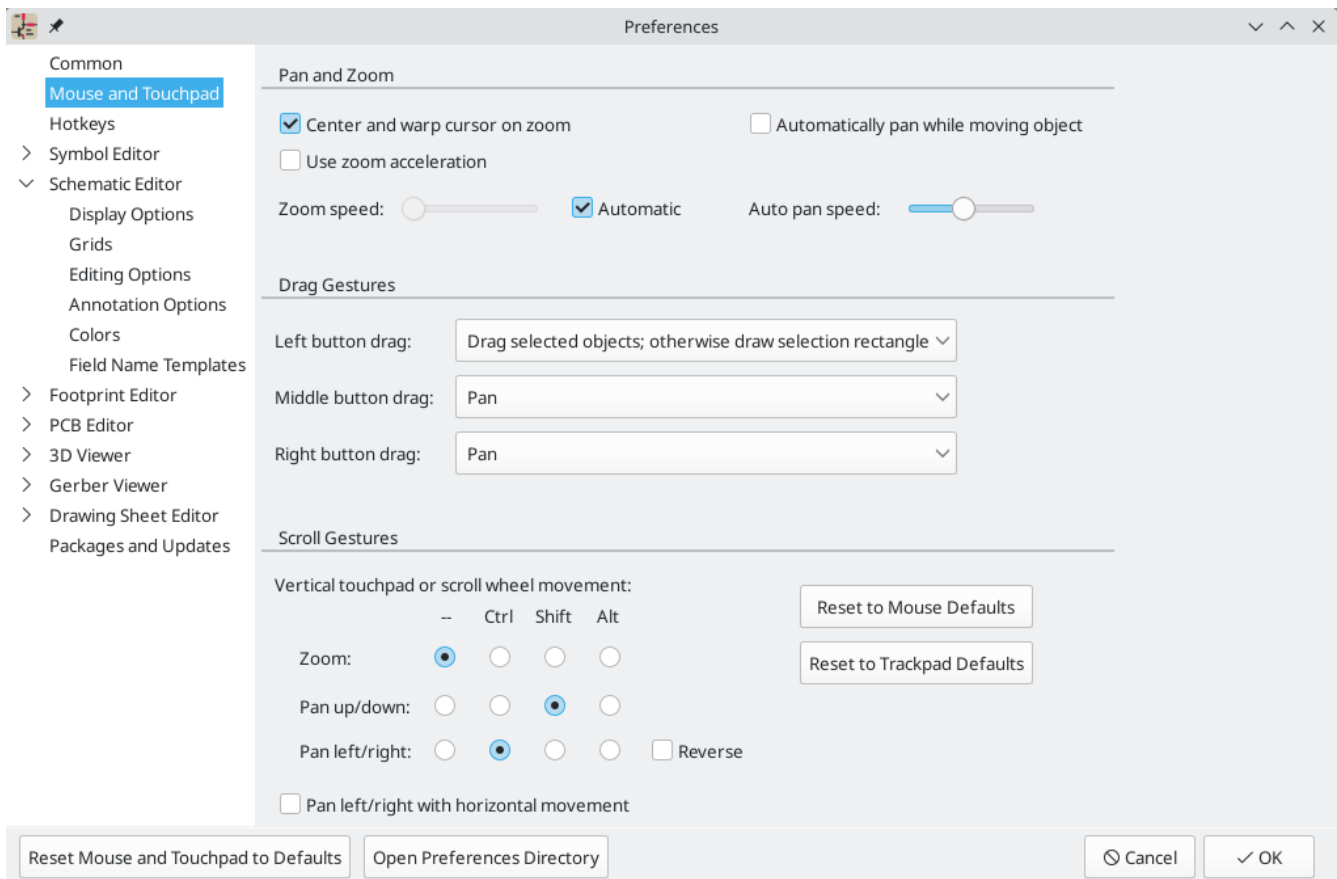 Preferences
Common
Mouse and Touchpad
Hotkeys
Symbol Editor
Schematic Editor
Display Options
Grids
Editing Options
Annotation Options
Colors
Field Name Templates
Footprint Editor
PCB Editor
3D Viewer
Gerber Viewer
Drawing Sheet Editor
Packages and Updates
Pan and Zoom
Center and warp cursor on zoom
Automatically pan while moving object
Use zoom acceleration
Zoom speed:
Automatic
Auto pan speed:
Drag Gestures
Left button drag:
Drag selected objects; otherwise draw selection rectangle
Middle button drag:
Pan
Right button drag:
Pan
Scroll Gestures
Vertical touchpad or scroll wheel movement:
-- Ctrl Shift Alt
Zoom:
Pan up/down:
Pan left/right:
Reverse
Pan left/right with horizontal movement
Reset to Mouse Defaults
Reset to Trackpad Defaults
Reset Mouse and Touchpad to Defaults
Open Preferences Directory
Cancel
OK